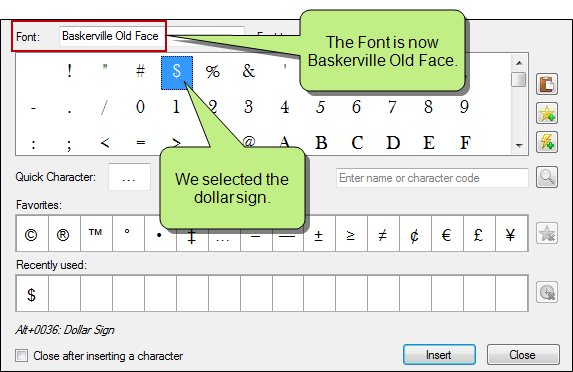 Font: Baskerville Old Face
The Font is now
Baskerville Old Face.
! " # $ % & '
- . / 0 1 2 3 4 5 6 7 8 9
: ; < = > @ A B C D E F
We selected the
dollar sign.
Quick Character: ...
Enter name or character code
Favorites:
© ® ™ ° • ‡ … – — ± ≥ ≠ ¢ € £ ¥
Recently used:
$
Alt+0036: Dollar Sign
Close after inserting a character
Insert
Close